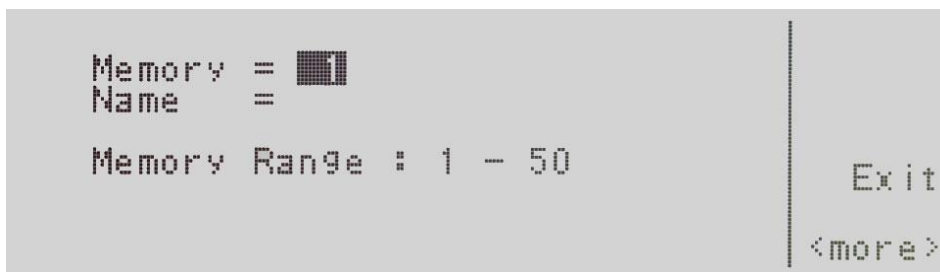 Memory = 1
Name =
Memory Range : 1 - 50
Exit
<more>